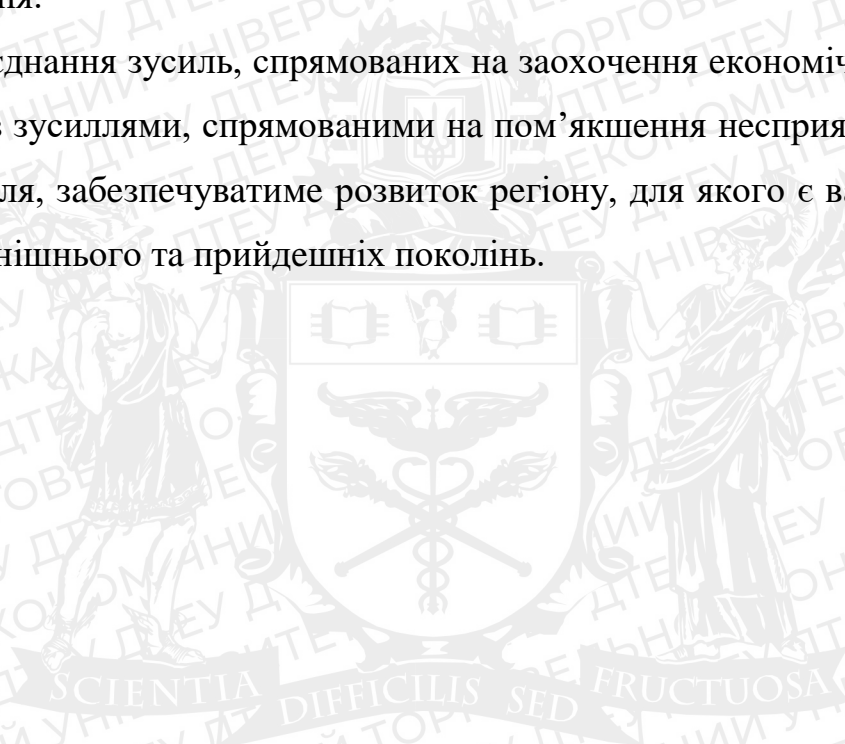 ня.
єднання зусиль, спрямованих на заохочення економіч
з зусиллями, спрямованими на пом’якшення несприя
ля, забезпечуватиме розвиток регіону, для якого є ва
нішнього та прийдешніх поколінь.
SCIENTIA DIFFICILIS SED FRUCTUOSA